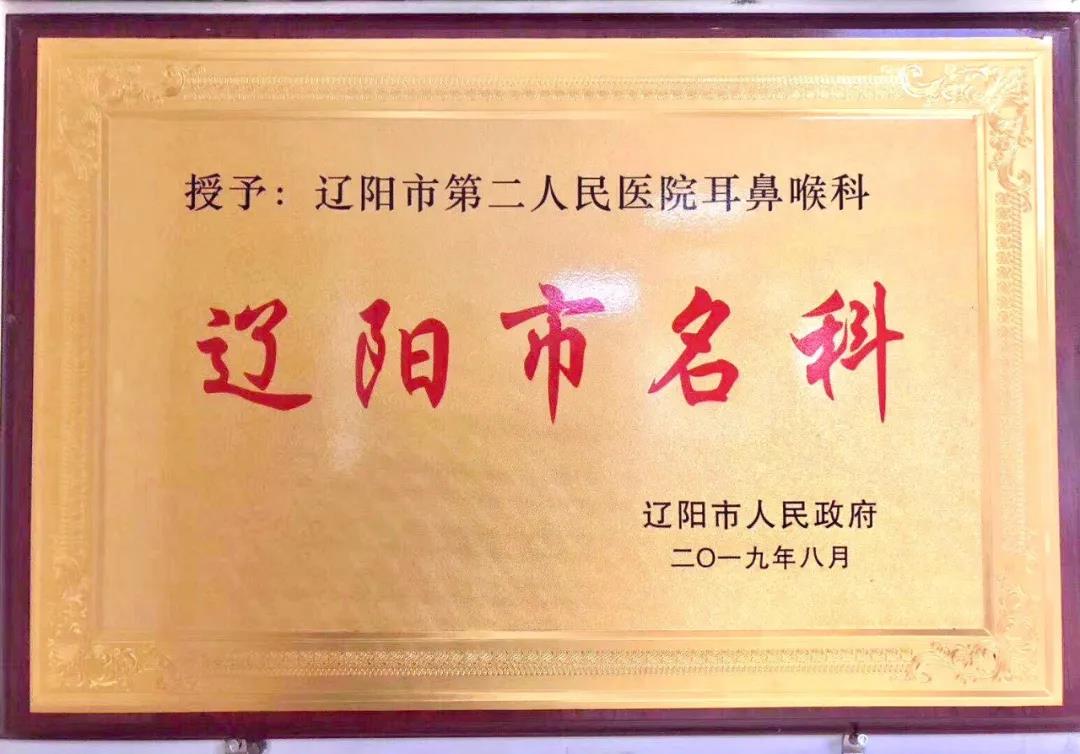 授予：辽阳市第二人民医院耳鼻喉科
辽阳市名科
辽阳市人民政府
二〇一九年八月